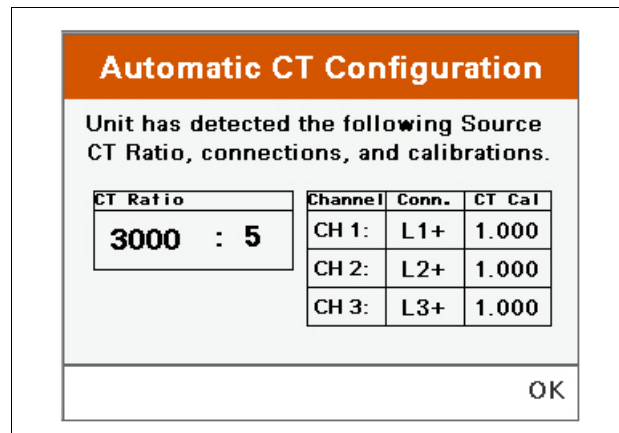 Automatic CT Configuration
Unit has detected the following Source
CT Ratio, connections, and calibrations.
CT Ratio
3000 : 5
Channel Conn. CT Cal
CH 1: L1+ 1.000
CH 2: L2+ 1.000
CH 3: L3+ 1.000
OK